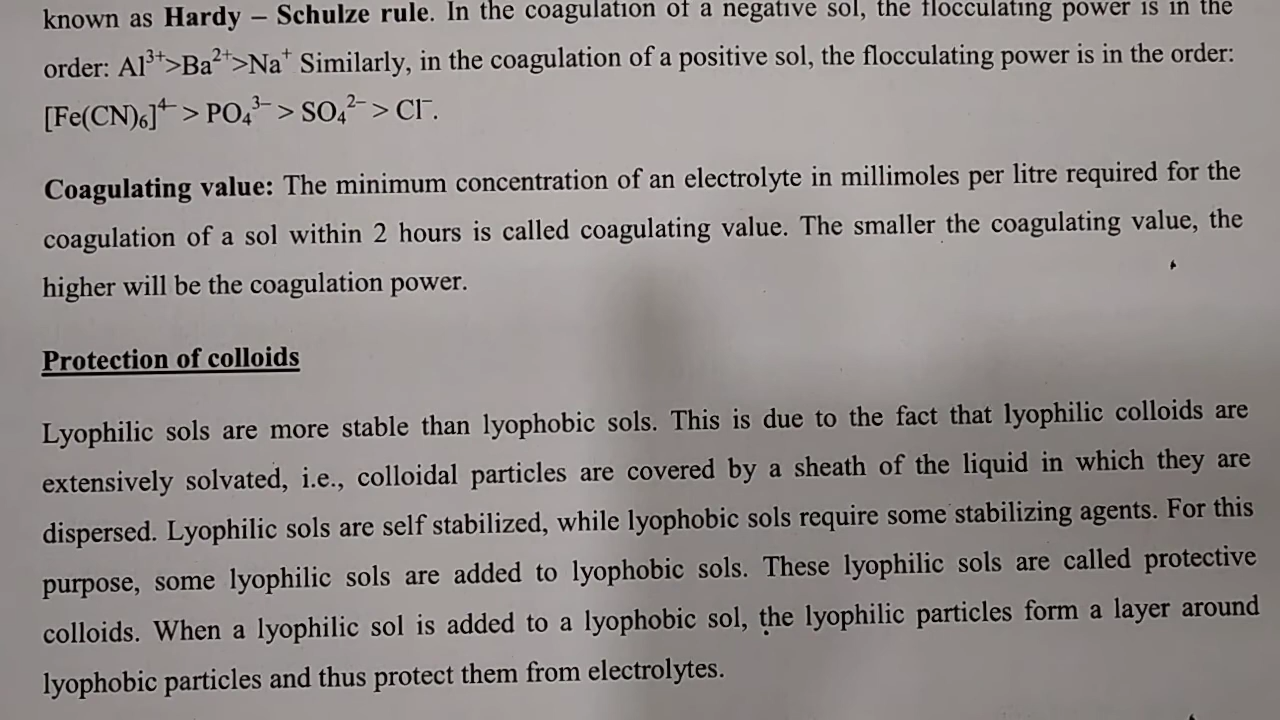 known as Hardy – Schulze rule. In the coagulation of a negative sol, the flocculating power is in the
order: Al³⁺>Ba²⁺>Na⁺ Similarly, in the coagulation of a positive sol, the flocculating power is in the order:
[Fe(CN)₆]⁴⁻ > PO₄³⁻ > SO₄²⁻ > Cl⁻.
Coagulating value: The minimum concentration of an electrolyte in millimoles per litre required for the
coagulation of a sol within 2 hours is called coagulating value. The smaller the coagulating value, the
higher will be the coagulation power.
Protection of colloids
Lyophilic sols are more stable than lyophobic sols. This is due to the fact that lyophilic colloids are
extensively solvated, i.e., colloidal particles are covered by a sheath of the liquid in which they are
dispersed. Lyophilic sols are self stabilized, while lyophobic sols require some stabilizing agents. For this
purpose, some lyophilic sols are added to lyophobic sols. These lyophilic sols are called protective
colloids. When a lyophilic sol is added to a lyophobic sol, the lyophilic particles form a layer around
lyophobic particles and thus protect them from electrolytes.